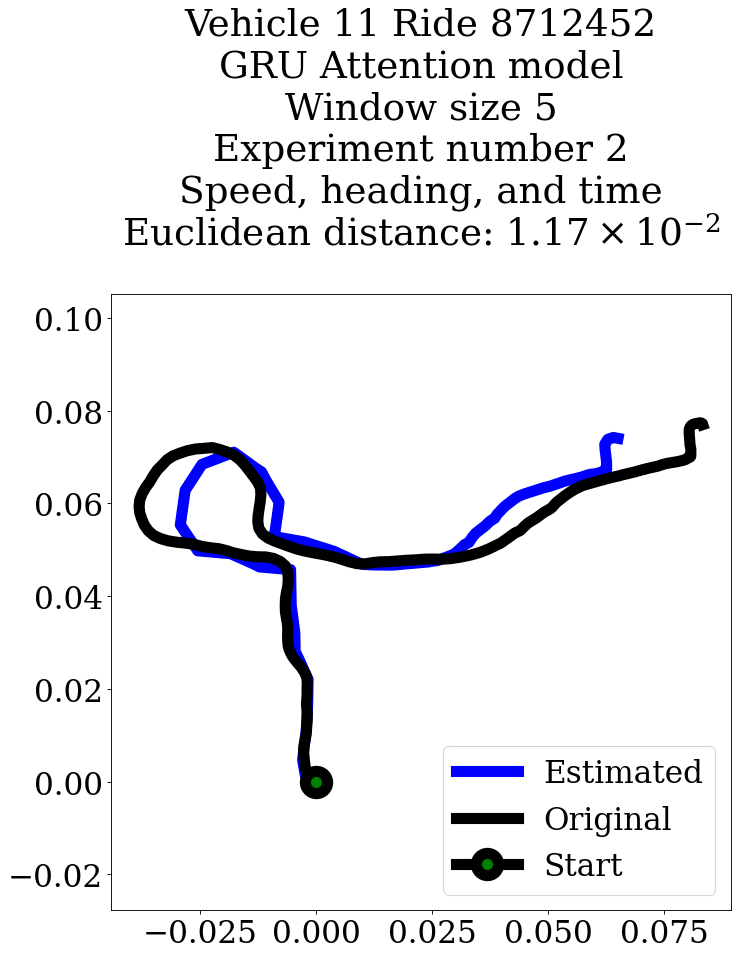 Vehicle 11 Ride 8712452
GRU Attention model
Window size 5
Experiment number 2
Speed, heading, and time
Euclidean distance: 1.17 × 10⁻²
0.10
0.08
0.06
0.04
0.02
0.00
−0.02
Estimated
Original
Start
−0.025 0.000 0.025 0.050 0.075